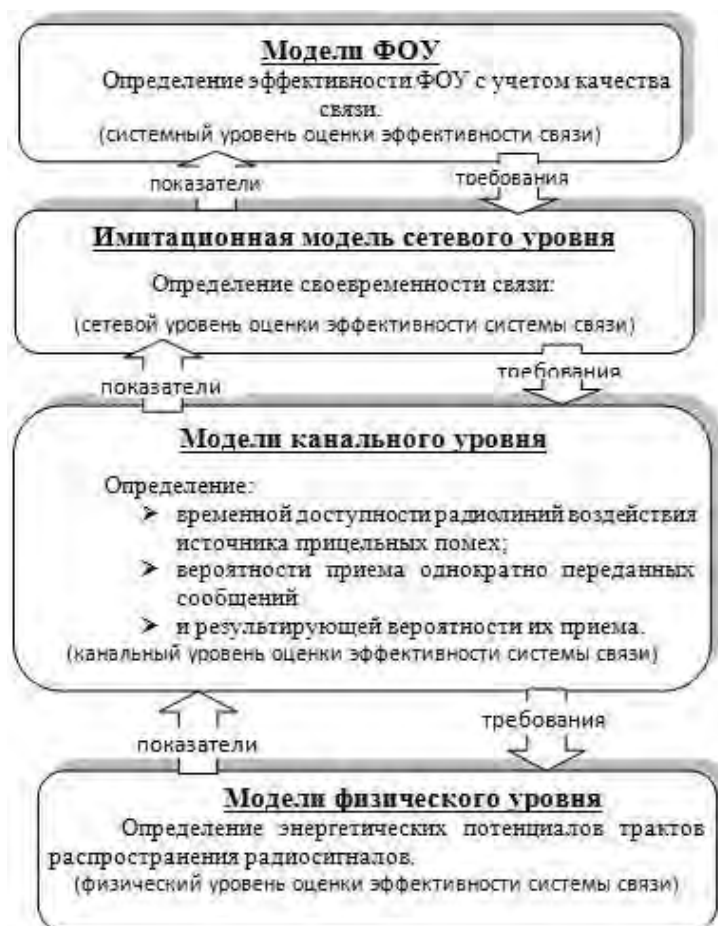 Модели ФОУ
Определение эффективности ФОУ с учетом качества
связи.
(системный уровень оценки эффективности связи)
показатели
требования
Имитационная модель сетевого уровня
Определение своевременности связи:
(сетевой уровень оценки эффективности системы связи)
показатели
требования
Модели канального уровня
Определение:
➢ временной доступности радиолиний воздействия
источника прицельных помех;
➢ вероятности приема однократно переданных
сообщений
➢ и результирующей вероятности их приема.
(канальный уровень оценки эффективности системы связи)
показатели
требования
Модели физического уровня
Определение энергетических потенциалов трактов
распространения радиосигналов.
(физический уровень оценки эффективности системы связи)